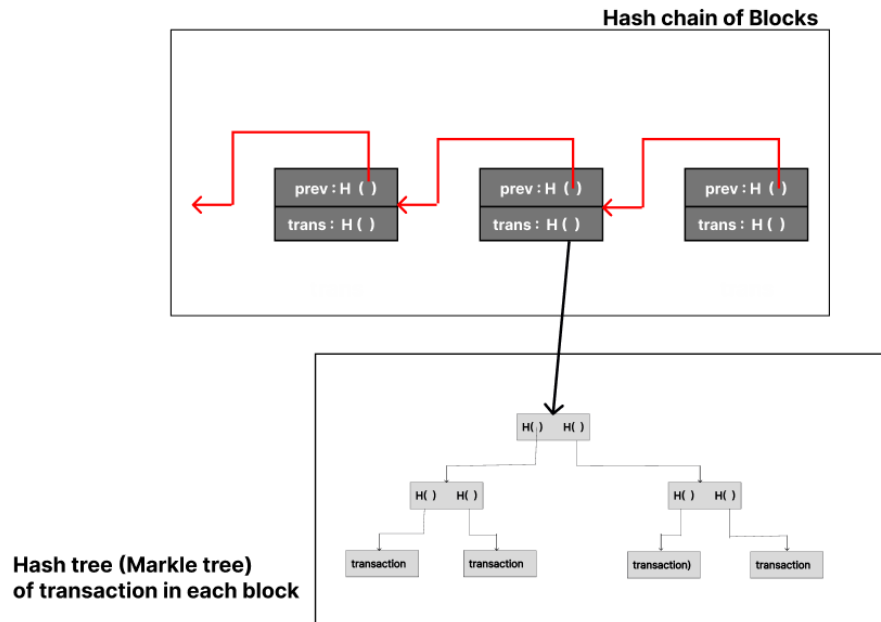 Hash chain of Blocks
prev : H ( )
prev : H ( )
prev : H ( )
trans : H ( )
trans : H ( )
trans : H ( )
H( ) H( )
H( ) H( )
H( ) H( )
transaction
transaction
transaction)
transaction
Hash tree (Markle tree)
of transaction in each block